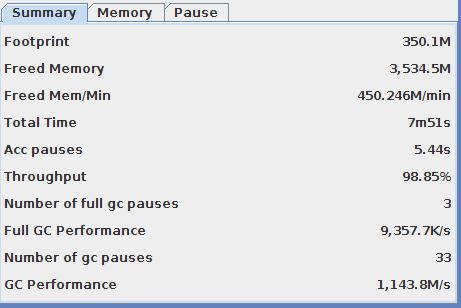 Summary Memory Pause
Footprint 350.1M
Freed Memory 3,534.5M
Freed Mem/Min 450.246M/min
Total Time 7m51s
Acc pauses 5.44s
Throughput 98.85%
Number of full gc pauses 3
Full GC Performance 9,357.7K/s
Number of gc pauses 33
GC Performance 1,143.8M/s